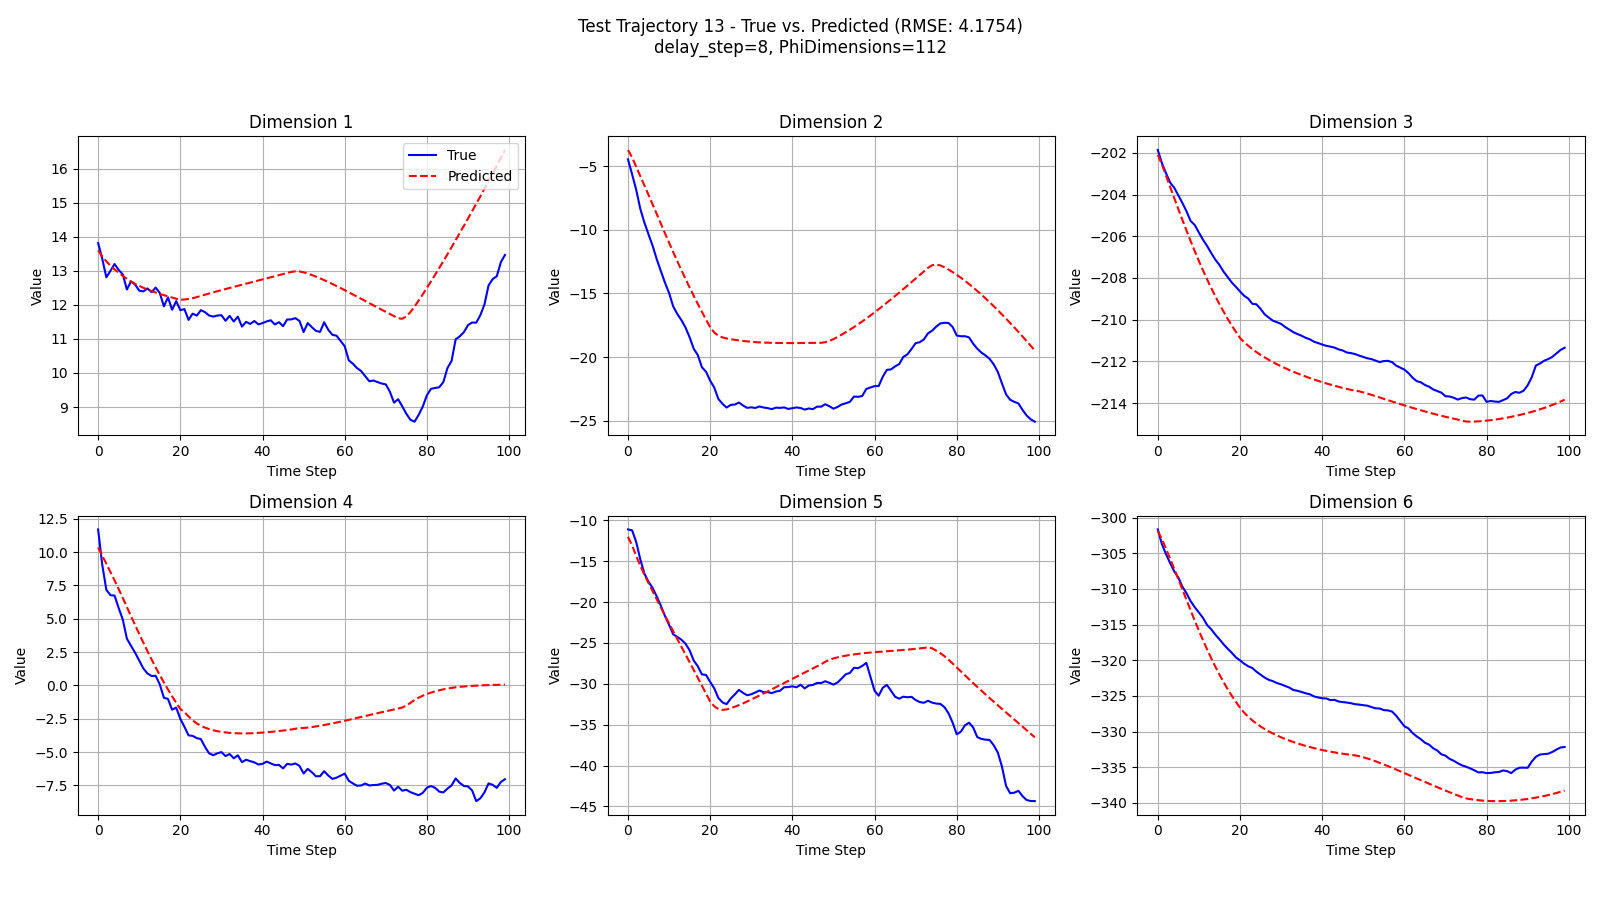 Test Trajectory 13 - True vs. Predicted (RMSE: 4.1754)
delay_step=8, PhiDimensions=112
Dimension 1
Value
16
15
14
13
12
11
10
9
0 20 40 60 80 100
Time Step
True
Predicted
Dimension 2
Value
−5
−10
−15
−20
−25
0 20 40 60 80 100
Time Step
Dimension 3
Value
−202
−204
−206
−208
−210
−212
−214
0 20 40 60 80 100
Time Step
Dimension 4
Value
12.5
10.0
7.5
5.0
2.5
0.0
−2.5
−5.0
−7.5
0 20 40 60 80 100
Time Step
Dimension 5
Value
−10
−15
−20
−25
−30
−35
−40
−45
0 20 40 60 80 100
Time Step
Dimension 6
Value
−300
−305
−310
−315
−320
−325
−330
−335
−340
0 20 40 60 80 100
Time Step